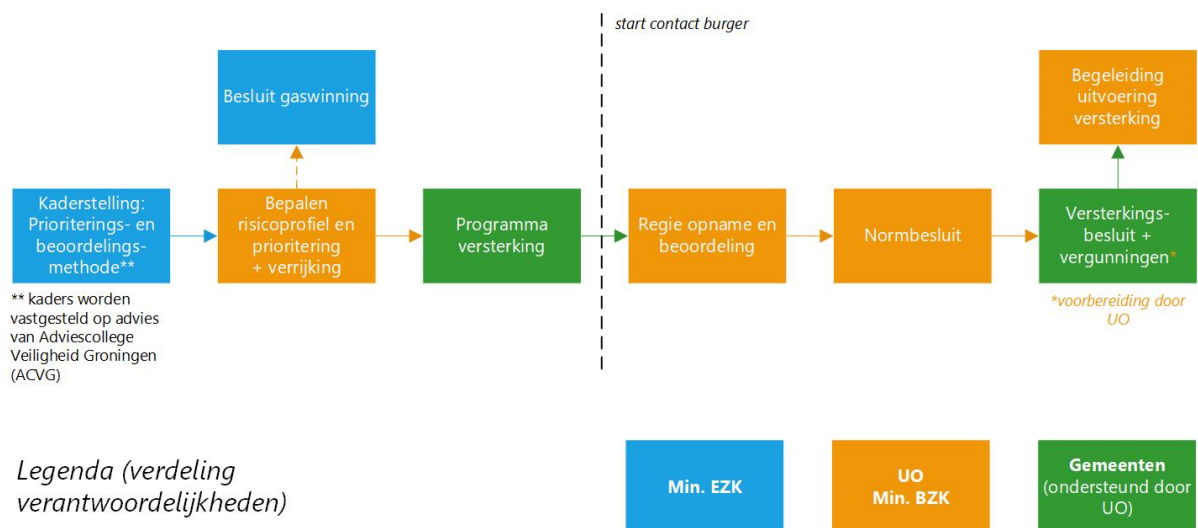 start contact burger
Besluit gaswinning
Begeleiding
uitvoering
versterking
Kaderstelling:
Prioriterings- en
beoordelings-
methode**
Bepalen
risicoprofiel en
prioritering
+ verrijking
Programma
versterking
Regie opname en
beoordeling
Normbesluit
Versterkings-
besluit +
vergunningen*
** kaders worden
vastgesteld op advies
van Adviescollege
Veiligheid Groningen
(ACVG)
*voorbereiding door
UO
Legenda (verdeling
verantwoordelijkheden)
Min. EZK
UO
Min. BZK
Gemeenten
(ondersteund door
UO)